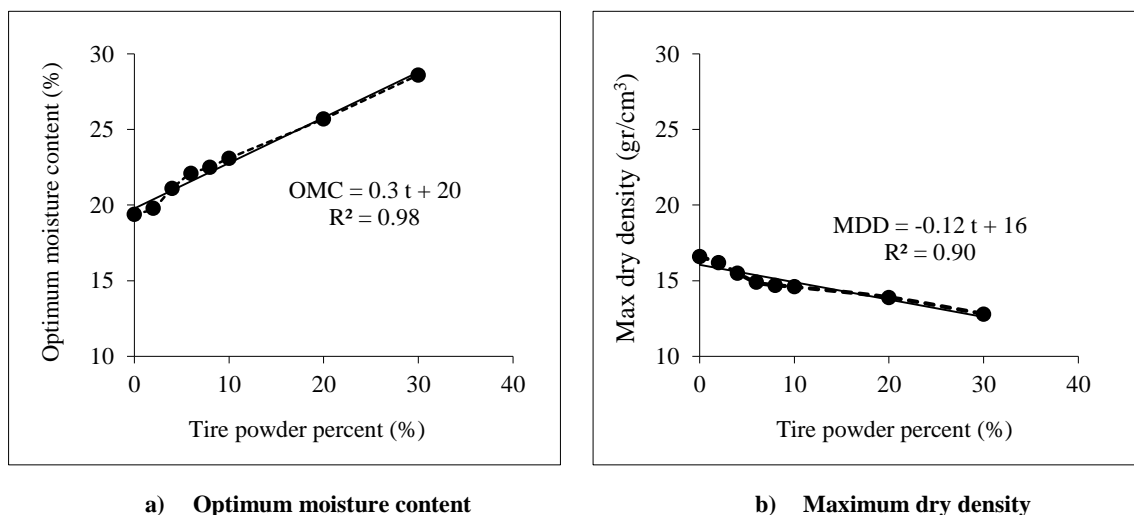 30
25
20
15
10
0
10
20
30
40
Optimum moisture content (%)
Tire powder percent (%)
OMC = 0.3 t + 20
R² = 0.98
a) Optimum moisture content
30
25
20
15
10
0
10
20
30
40
Max dry density (gr/cm³)
Tire powder percent (%)
MDD = -0.12 t + 16
R² = 0.90
b) Maximum dry density